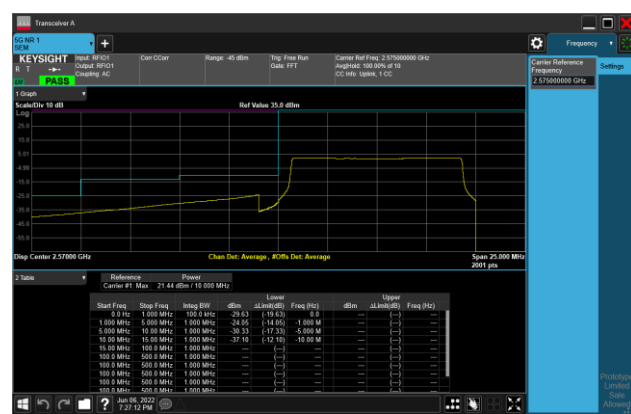 Transceiver A
5G NR 1
SEM
Frequency
KEYSIGHT
R T
PASS
Input: RFIO1
Output: RFIO1
Coupling: AC
Corr CCorr
Range: -45 dBm
Trig: Free Run
Gate: FFT
Carrier Ref Freq: 2.575000000 GHz
Avg|Hold: 100.00% of 10
CC Info: Uplink, 1 CC
Carrier Reference
Frequency
2.575000000 GHz
Settings
1 Graph
Scale/Div 10 dB
Ref Value 35.0 dBm
Log
25.0
15.0
5.01
-4.99
-15.0
-25.0
-35.0
-45.0
-55.0
Disp Center 2.57000 GHz
Chan Det: Average , #Offs Det: Average
Span 25.000 MHz
2001 pts
2 Table
Reference Power
Carrier #1 Max 21.44 dBm / 10.000 MHz
Lower Upper
Start Freq Stop Freq Integ BW dBm ΔLimit(dB) Freq (Hz) dBm ΔLimit(dB) Freq (Hz)
0.0 Hz 1.000 MHz 100.0 kHz -29.63 (-19.63) 0.0 --- (---) ---
1.000 MHz 5.000 MHz 1.000 MHz -24.05 (-14.05) -1.000 M --- (---) ---
5.000 MHz 10.00 MHz 1.000 MHz -30.33 (-17.33) -5.000 M --- (---) ---
10.00 MHz 15.00 MHz 1.000 MHz -37.10 (-12.10) -10.00 M --- (---) ---
15.00 MHz 100.0 MHz 1.000 MHz --- (---) --- --- (---) ---
100.0 MHz 500.0 MHz 1.000 MHz --- (---) --- --- (---) ---
100.0 MHz 500.0 MHz 1.000 MHz --- (---) --- --- (---) ---
100.0 MHz 500.0 MHz 1.000 MHz --- (---) --- --- (---) ---
100.0 MHz 500.0 MHz 1.000 MHz --- (---) --- --- (---) ---
Prototype
Limited
Sale
Allowed
?
Jun 06, 2022
7:27:12 PM